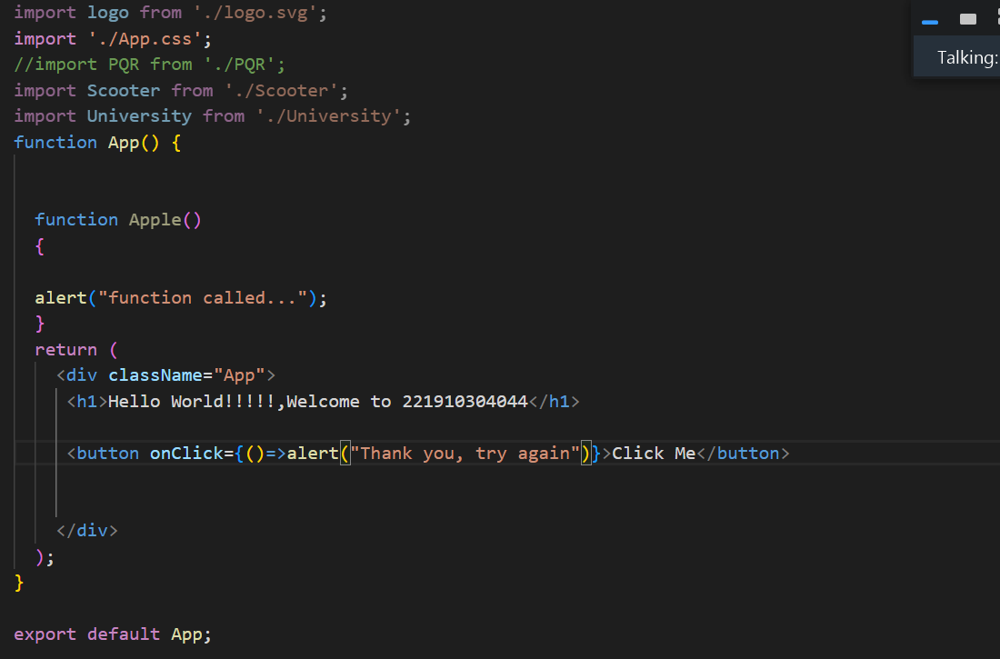 import logo from './logo.svg';
import './App.css';
//import PQR from './PQR';
import Scooter from './Scooter';
import University from './University';
function App() {
function Apple()
{
alert("function called...");
}
return (
<div className="App">
<h1>Hello World!!!!!,Welcome to 221910304044</h1>
<button onClick={()=>alert("Thank you, try again")}>Click Me</button>
</div>
);
}
export default App;
Talking: